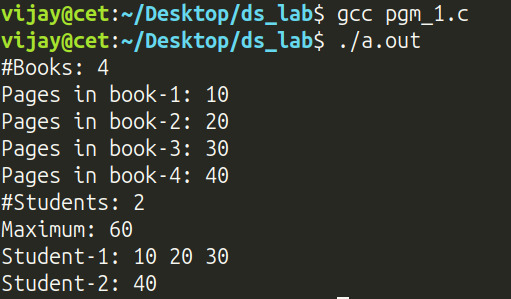 vijay@cet:~/Desktop/ds_lab$ gcc pgm_1.c
vijay@cet:~/Desktop/ds_lab$ ./a.out
#Books: 4
Pages in book-1: 10
Pages in book-2: 20
Pages in book-3: 30
Pages in book-4: 40
#Students: 2
Maximum: 60
Student-1: 10 20 30
Student-2: 40